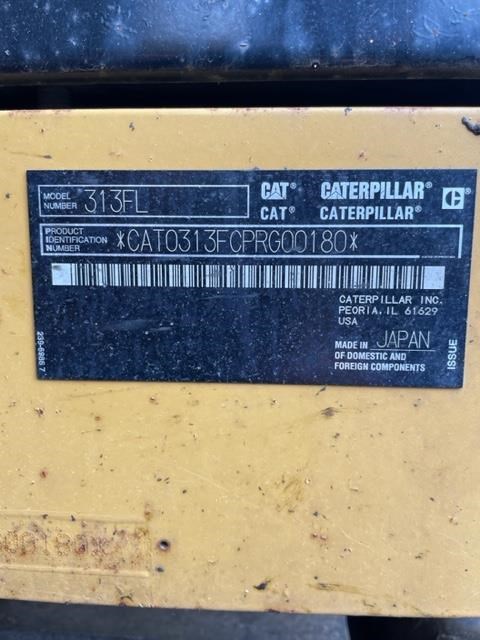 MODEL NUMBER 313FL
CAT® CATERPILLAR®
CAT® CATERPILLAR®
PRODUCT IDENTIFICATION NUMBER *CAT0313FCPRG00180*
CATERPILLAR INC.
PEORIA, IL 61629
USA
MADE IN JAPAN
OF DOMESTIC AND
FOREIGN COMPONENTS
ISSUE